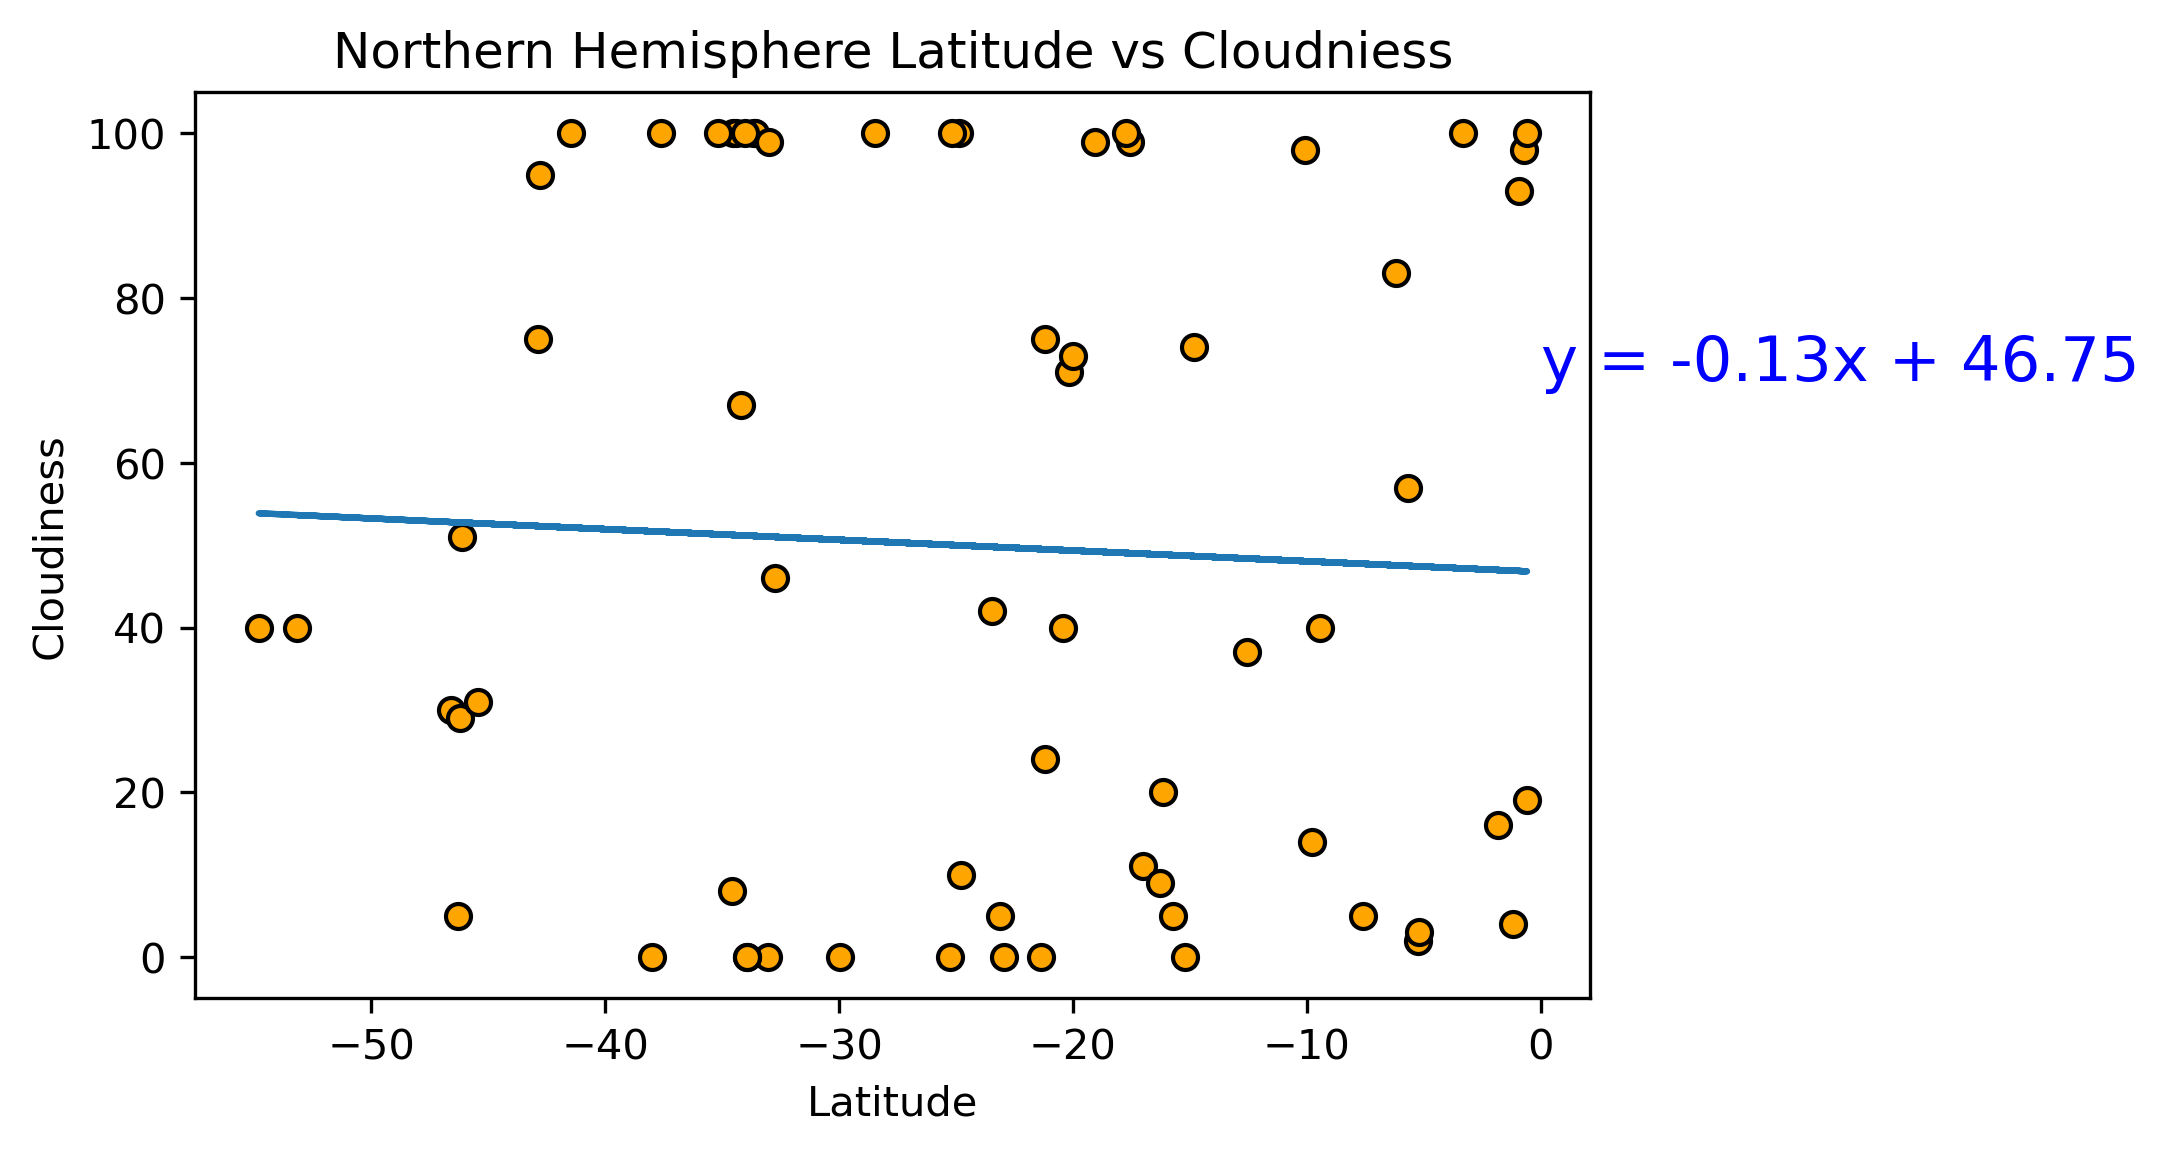 Northern Hemisphere Latitude vs Cloudniess
100
80
60
40
20
0
Cloudiness
y = -0.13x + 46.75
−50 −40 −30 −20 −10 0
Latitude